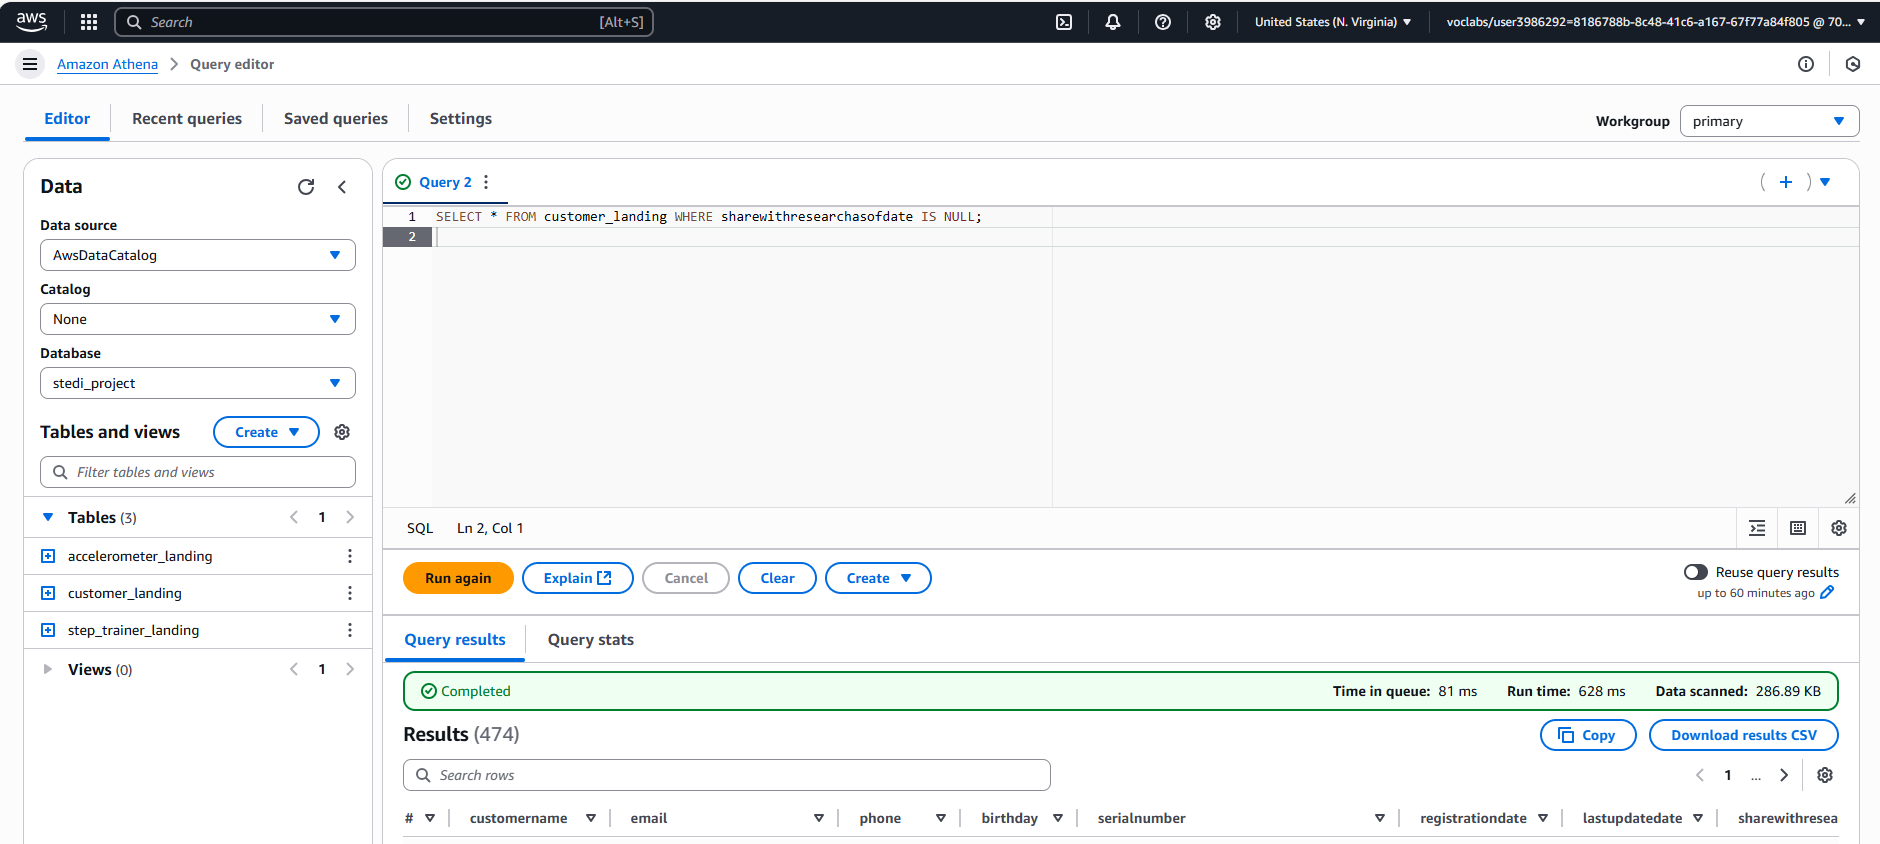 aws
Search [Alt+S]
United States (N. Virginia)
voclabs/user3986292=8186788b-8c48-41c6-a167-67f77a84f805 @ 70...
Amazon Athena > Query editor
Editor
Recent queries
Saved queries
Settings
Workgroup
primary
Data
Data source
AwsDataCatalog
Catalog
None
Database
stedi_project
Tables and views
Create
Filter tables and views
Tables (3)
1
accelerometer_landing
customer_landing
step_trainer_landing
Views (0)
1
Query 2
1 SELECT * FROM customer_landing WHERE sharewithresearchasofdate IS NULL;
2
SQL Ln 2, Col 1
Run again
Explain
Cancel
Clear
Create
Reuse query results
up to 60 minutes ago
Query results
Query stats
Completed
Time in queue: 81 ms
Run time: 628 ms
Data scanned: 286.89 KB
Results (474)
Copy
Download results CSV
Search rows
1 ...
# customername email phone birthday serialnumber registrationdate lastupdatedate sharewithresea